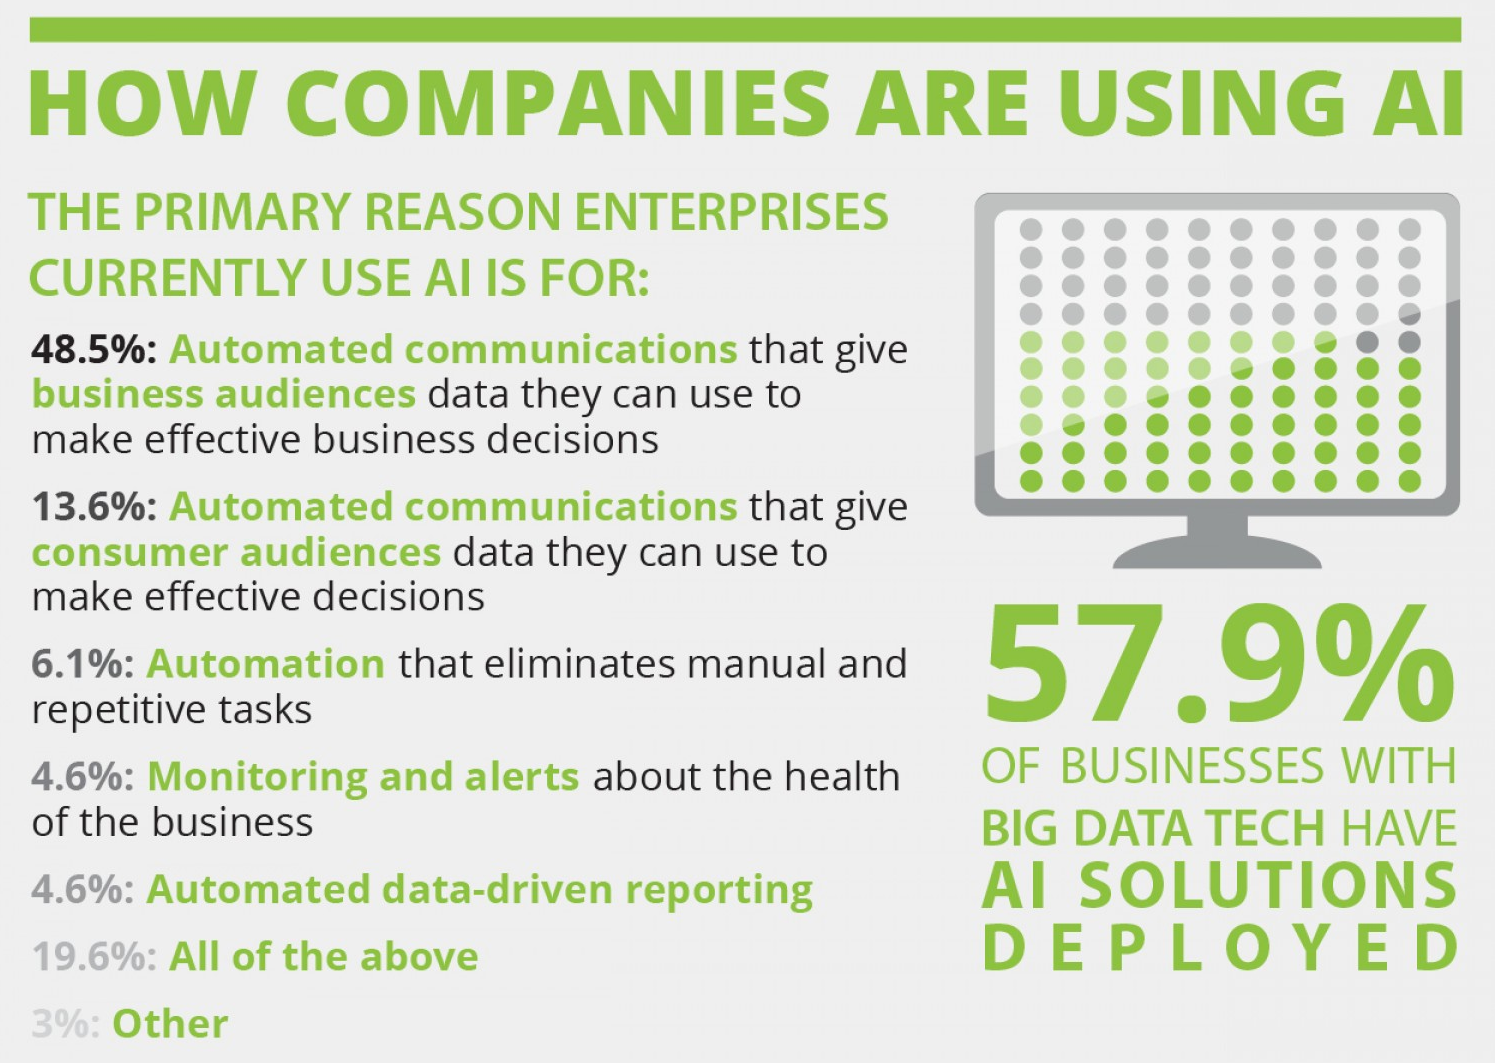 HOW COMPANIES ARE USING AI
THE PRIMARY REASON ENTERPRISES
CURRENTLY USE AI IS FOR:
48.5%: Automated communications that give
business audiences data they can use to
make effective business decisions
13.6%: Automated communications that give
consumer audiences data they can use to
make effective decisions
6.1%: Automation that eliminates manual and
repetitive tasks
4.6%: Monitoring and alerts about the health
of the business
4.6%: Automated data-driven reporting
19.6%: All of the above
3%: Other
57.9%
OF BUSINESSES WITH
BIG DATA TECH HAVE
AI SOLUTIONS
DEPLOYED